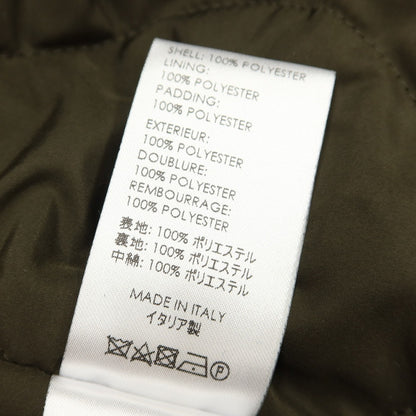 SHELL: 100% POLYESTER
LINING:
100% POLYESTER
PADDING:
100% POLYESTER
EXTERIEUR:
100% POLYESTER
DOUBLURE:
100% POLYESTER
REMBOURRAGE:
100% POLYESTER
表地: 100% ポリエステル
裏地: 100% ポリエステル
中綿: 100% ポリエステル
MADE IN ITALY
イタリア製
P